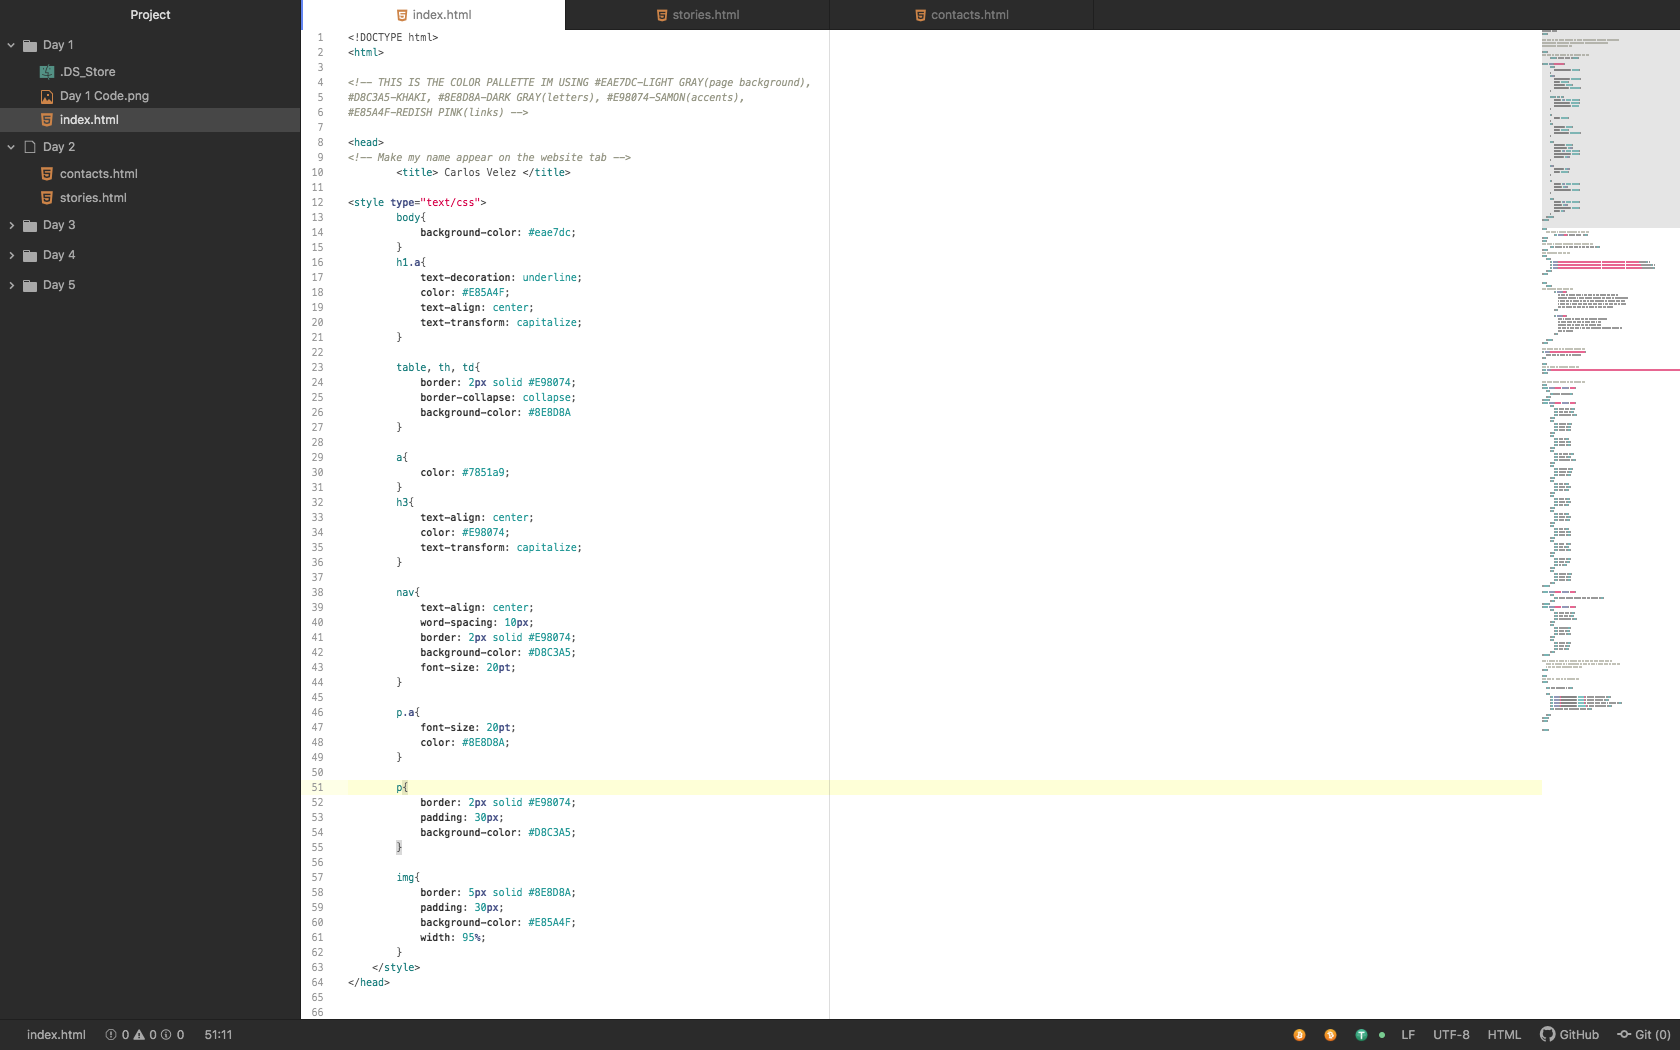 Project
index.html
stories.html
contacts.html
Day 1
.DS_Store
Day 1 Code.png
index.html
Day 2
contacts.html
stories.html
Day 3
Day 4
Day 5
1 <!DOCTYPE html>
2 <html>
3
4 <!-- THIS IS THE COLOR PALLETTE IM USING #EAE7DC-LIGHT GRAY(page background),
5 #D8C3A5-KHAKI, #8E8D8A-DARK GRAY(letters), #E98074-SAMON(accents),
6 #E85A4F-REDISH PINK(links) -->
7
8 <head>
9 <!-- Make my name appear on the website tab -->
10 <title> Carlos Velez </title>
11
12 <style type="text/css">
13 body{
14 background-color: #eae7dc;
15 }
16 h1.a{
17 text-decoration: underline;
18 color: #E85A4F;
19 text-align: center;
20 text-transform: capitalize;
21 }
22
23 table, th, td{
24 border: 2px solid #E98074;
25 border-collapse: collapse;
26 background-color: #8E8D8A
27 }
28
29 a{
30 color: #7851a9;
31 }
32 h3{
33 text-align: center;
34 color: #E98074;
35 text-transform: capitalize;
36 }
37
38 nav{
39 text-align: center;
40 word-spacing: 10px;
41 border: 2px solid #E98074;
42 background-color: #D8C3A5;
43 font-size: 20pt;
44 }
45
46 p.a{
47 font-size: 20pt;
48 color: #8E8D8A;
49 }
50
51 p{
52 border: 2px solid #E98074;
53 padding: 30px;
54 background-color: #D8C3A5;
55 }
56
57 img{
58 border: 5px solid #8E8D8A;
59 padding: 30px;
60 background-color: #E85A4F;
61 width: 95%;
62 }
63 </style>
64 </head>
65
66
index.html 0 0 0 51:11 LF UTF-8 HTML GitHub Git (0)